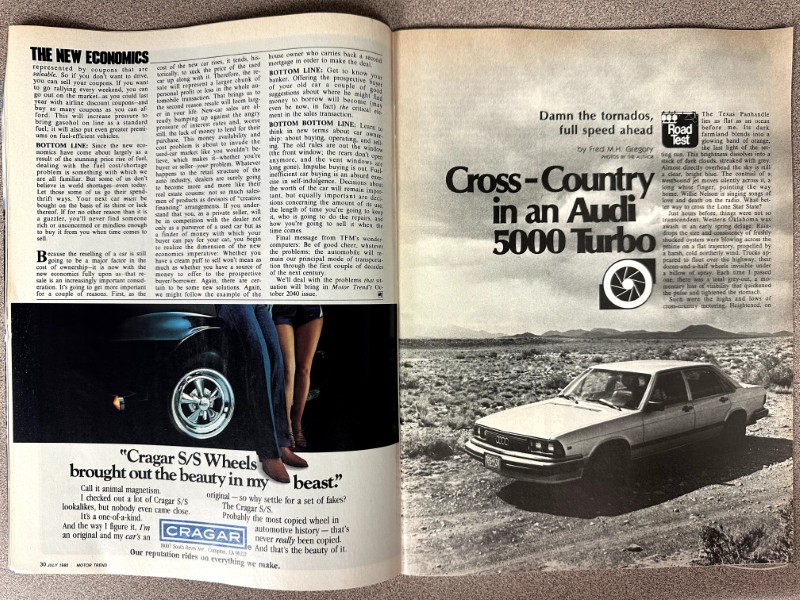 THE NEW ECONOMICS
represented by coupons that are
saleable. So if you don't want to drive,
you can sell your coupons. If you want
to go rallying every weekend, you can
go out on the market–as you could last
year with airline discount coupons–and
buy as many coupons as you can af-
ford. This will increase pressure to
bring gasohol on line as a standard
fuel, it will also put even greater premi-
ums on fuel-efficient vehicles.
BOTTOM LINE: Since the new eco-
nomics have come about largely as a
result of the stunning price rise of fuel,
dealing with the fuel cost/shortage
problem is something with which we
are all familiar. But some of us don't
believe in world shortages–even today.
Let those some of us go their spend-
thrift ways. Your next car must be
bought on the basis of its thirst or lack
thereof. If for no other reason than it is
a guzzler, you'll never find someone
rich or unconcerned or mindless enough
to buy it from you when time comes to
sell.
Because the reselling of a car is still
going to be a major factor in the
cost of ownership–it is now with the
new economics fully upon us–that re-
sale is an increasingly important consid-
eration. It's going to get more important
for a couple of reasons. First, as the
cost of the new car rises, it tends, his-
torically, to suck the price of the used
car up along with it. Therefore, the re-
sale will represent a larger chunk of
personal profit or loss in the whole au-
tomobile transaction. That brings us to
the second reason resale will loom larg-
er in your life. New-car sales are al-
ready bumping up against the angry
pressure of interest rates and, worse
still, the lack of money to lend for their
purchase. This money availability and
cost problem is about to invade the
used car market like you wouldn't be-
lieve, which makes it–whether you're
buyer or seller–your problem. Whatever
happens to the retail structure of the
auto industry, dealers are surely going
to become more and more like their
real estate cousins: not so much sales-
men of products as divisors of "creative
financing" arrangements. If you under-
stand that you, as a private seller, will
be in competition with the dealer not
only as a purveyor of a used car but as
a finder of money with which your
buyer can pay for your car, you begin
to realize the dimension of the new
economics imperative: Whether you
have a cream puff to sell won't mean as
much as whether you have a source of
money to offer to the prospective
buyer/borrower. Again, there are cer-
tain to be some new solutions. Again,
we might follow the example of the
house owner who carries back a second
mortgage in order to make the deal.
BOTTOM LINE: Get to know your
banker. Offering the prospective buyer
of your old car a couple of good
suggestions about where he might find
money to borrow will become (may
even be now, in fact) the critical ele-
ment in the sales transaction.
BOTTOM BOTTOM LINE: Learn to
think in new terms about car owner-
ship: about buying, operating, and sell-
ing. The old rules are out the window
(the front window; the rears don't open
anymore, and the vent windows are
long gone). Impulse buying is out. Fuel-
inefficient car buying is an absurd exer-
cise in self-indulgence. Decisions about
the worth of the car will remain impor-
tant, but equally important are deci-
sions concerning the amount of its use,
the length of time you're going to keep
it, who is going to do the repairs, and
how you're going to sell it when the
time comes.
Final message from TFM's wonder
computers: Be of good cheer, whatever
the problems, the automobile will re-
main our principal mode of transporta-
tion through the first couple of decades
of the next century.
We'll deal with the problems that sit-
uation will bring in Motor Trend's Oc-
tober 2040 issue.
"Cragar S/S Wheels
brought out the beauty in my beast."
Call it animal magnetism.
I checked out a lot of Cragar S/S
lookalikes, but nobody even came close.
It's a one-of-a-kind.
And the way I figure it, I'm
an original and my car's an
original – so why settle for a set of fakes?
The Cragar S/S.
Probably the most copied wheel in
automotive history – that's
never really been copied.
And that's the beauty of it.
CRAGAR
Compton, CA 90221
Our reputation rides on everything we make.
30 JULY 1980 MOTOR TREND
Damn the tornados,
full speed ahead
by Fred M.H. Gregory
PHOTOS BY THE AUTHOR
Cross-Country
in an Audi
5000 Turbo
Road
Test
The Texas Panhandle
lies as flat as an ocean
before me. Its dark
farmland blends into a
glowing band of orange,
the last light of the set-
ting sun. This brightness dissolves into a
stack of dark clouds, streaked with grey.
Almost directly overhead the sky is still
a clear, bright blue. The contrail of a
westbound jet moves silently across it, a
long white finger, pointing the way
home. Willie Nelson is singing songs of
love and death on the radio. What bet-
ter way to cross the Lone Star State?
Just hours before, things were not so
transcendent. Western Oklahoma was
awash in an early spring deluge. Rain-
drops the size and consistency of freshly
shucked oysters were blowing across the
plains on a flat trajectory, propelled by
a harsh, cold northerly wind. Trucks ap-
peared to float over the highway, their
dozen-and-a-half wheels invisible under
a billow of spray. Each time I passed
one, there was a total grey-out, a mo-
mentary loss of visibility that quickened
the pulse and tightened the stomach.
Such were the highs and lows of
cross-country motoring. Heightened, on